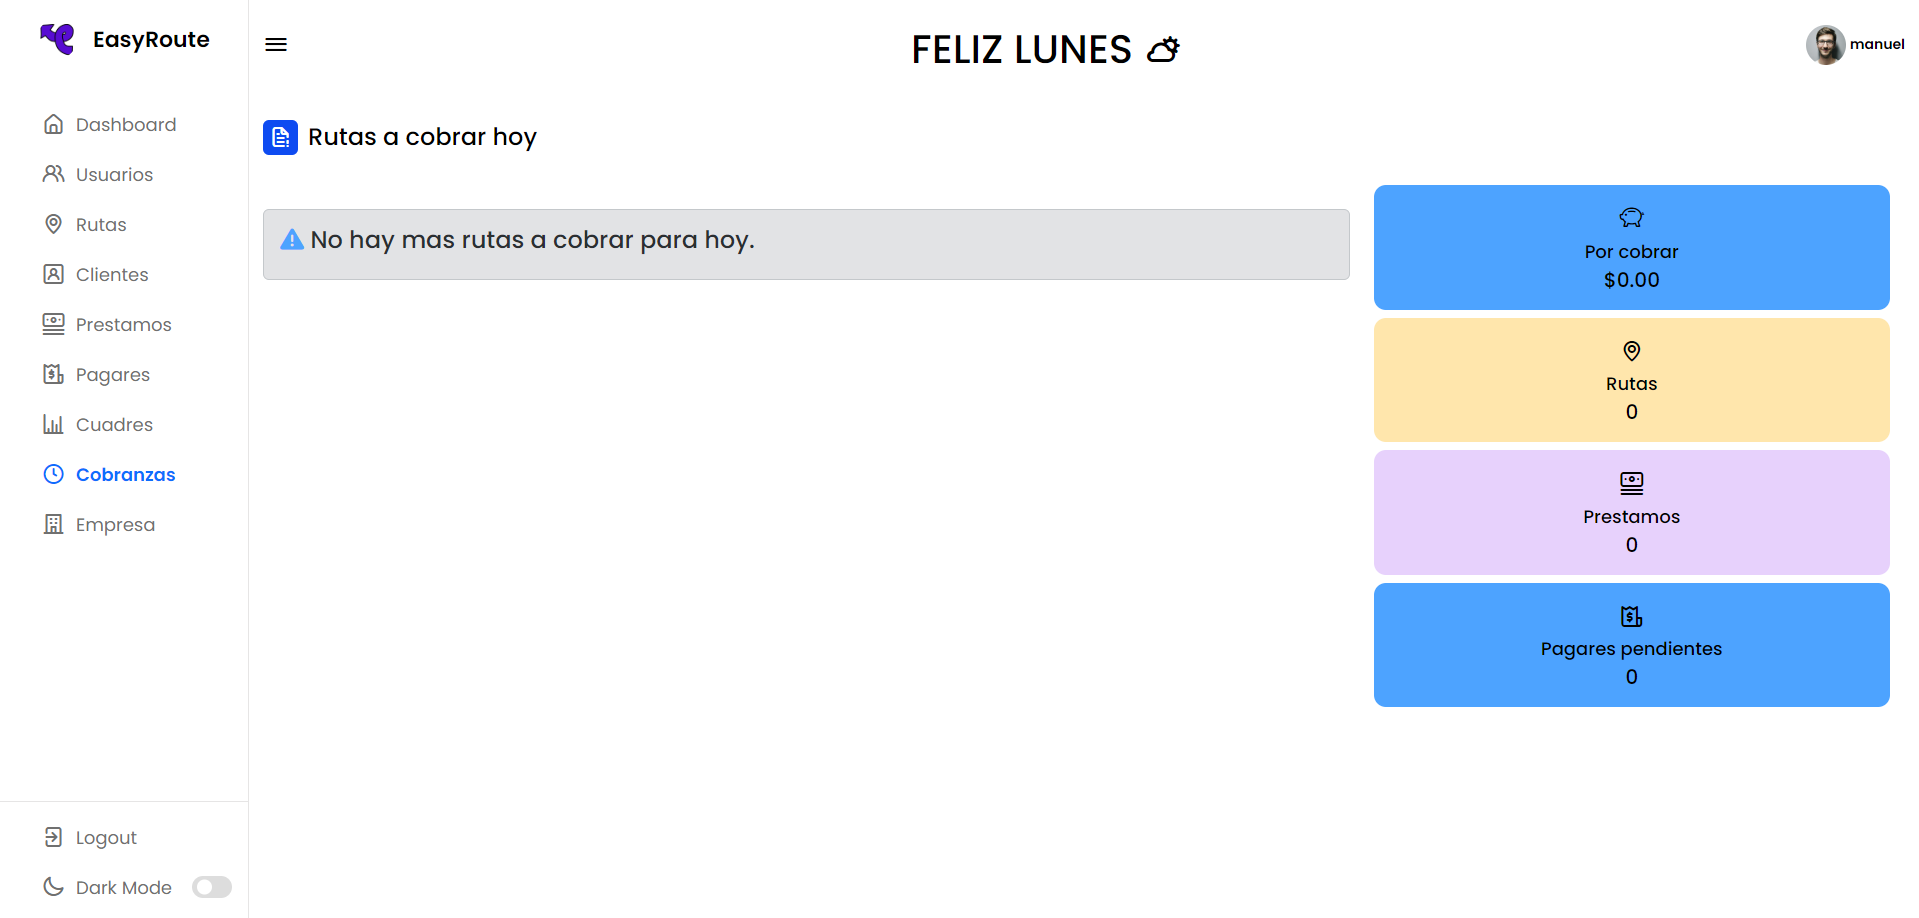 EasyRoute
Dashboard
Usuarios
Rutas
Clientes
Prestamos
Pagares
Cuadres
Cobranzas
Empresa
Logout
Dark Mode
FELIZ LUNES
manuel
Rutas a cobrar hoy
No hay mas rutas a cobrar para hoy.
Por cobrar
$0.00
Rutas
0
Prestamos
0
Pagares pendientes
0